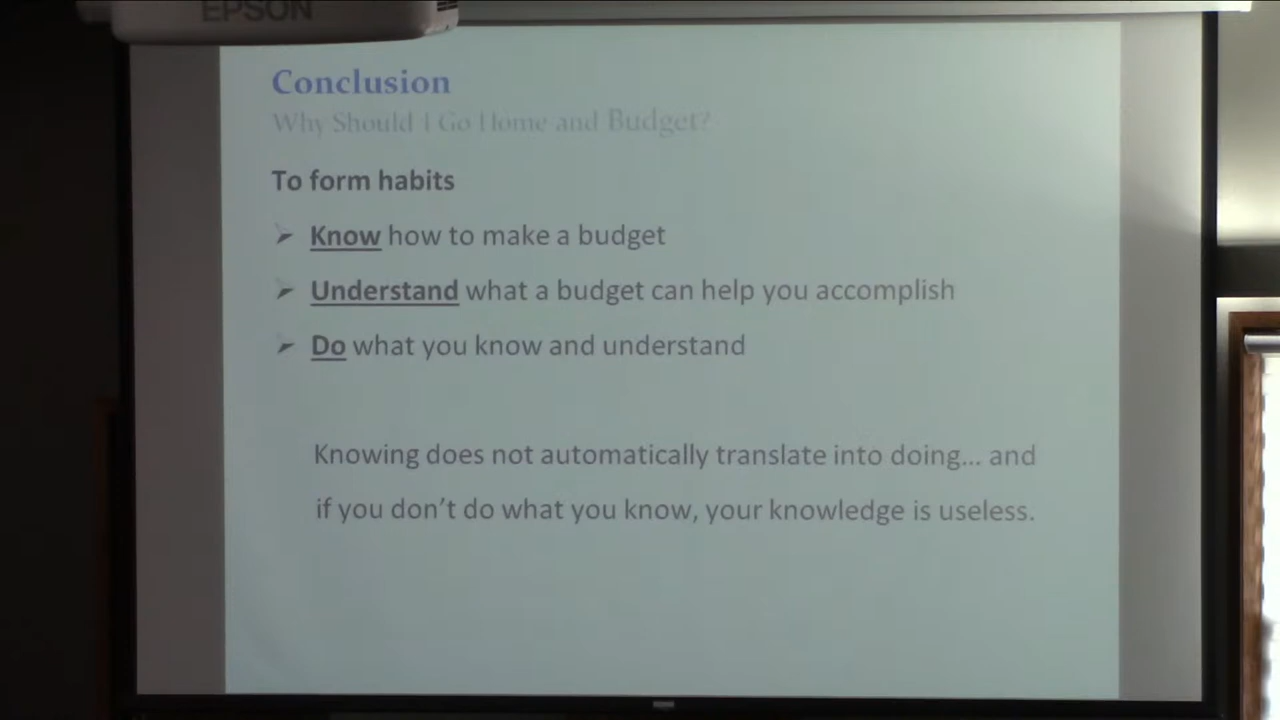 EPSON
Conclusion
Why Should I Go Home and Budget?
To form habits
➢ Know how to make a budget
➢ Understand what a budget can help you accomplish
➢ Do what you know and understand
Knowing does not automatically translate into doing... and
if you don't do what you know, your knowledge is useless.